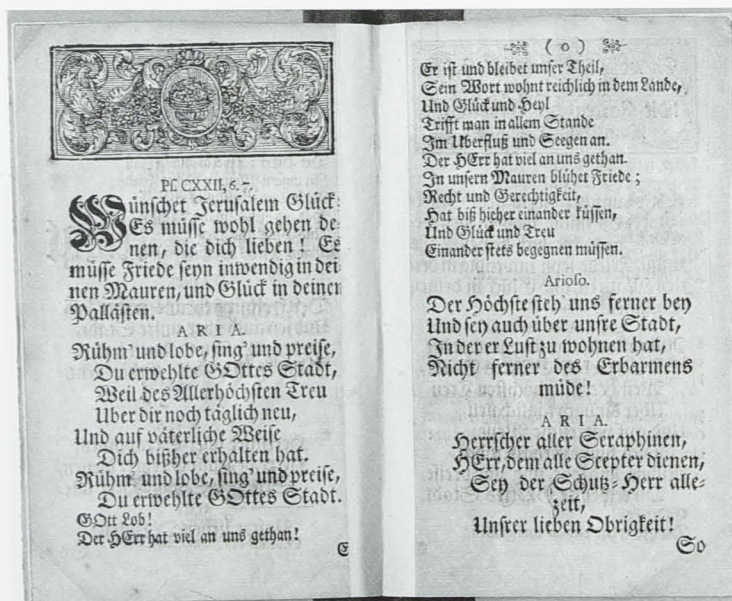 Ps. CXXII, 6. 7.
Wünschet Jerusalem Glück:
Es müsse wohl gehen de-
nen, die dich lieben! Es
müsse Friede seyn inwendig in dei-
nen Mauren, und Glück in deinen
Pallästen.
ARIA.
Rühm' und lobe, sing' und preise,
Du erwehlte GOttes Stadt,
Weil des Allerhöchsten Treu
Uber dir noch täglich neu,
Und auf väterliche Weise
Dich bißher erhalten hat.
Rühm' und lobe, sing' und preise,
Du erwehlte GOttes Stadt.
GOtt Lob!
Der HErr hat viel an uns gethan!
E
( o )
Er ist und bleibet unser Theil,
Sein Wort wohnt reichlich in dem Lande,
Und Glück und Heyl
Trifft man in allem Stande
Im Uberfluß und Seegen an.
Der HErr hat viel an uns gethan.
In unsern Mauren blühet Friede;
Recht und Gerechtigkeit,
Hat biß hieher einander küssen,
Und Glück und Treu
Einander stets begegnen müssen.
Arioso.
Der Höchste steh' uns ferner bey
Und sey auch über unsre Stadt,
In der er Lust zu wohnen hat,
Nicht ferner des Erbarmens
müde!
ARIA.
Herrscher aller Seraphinen,
HErr, dem alle Scepter dienen,
Sey der Schutz-Herr alle-
zeit,
Unsrer lieben Obrigkeit!
So